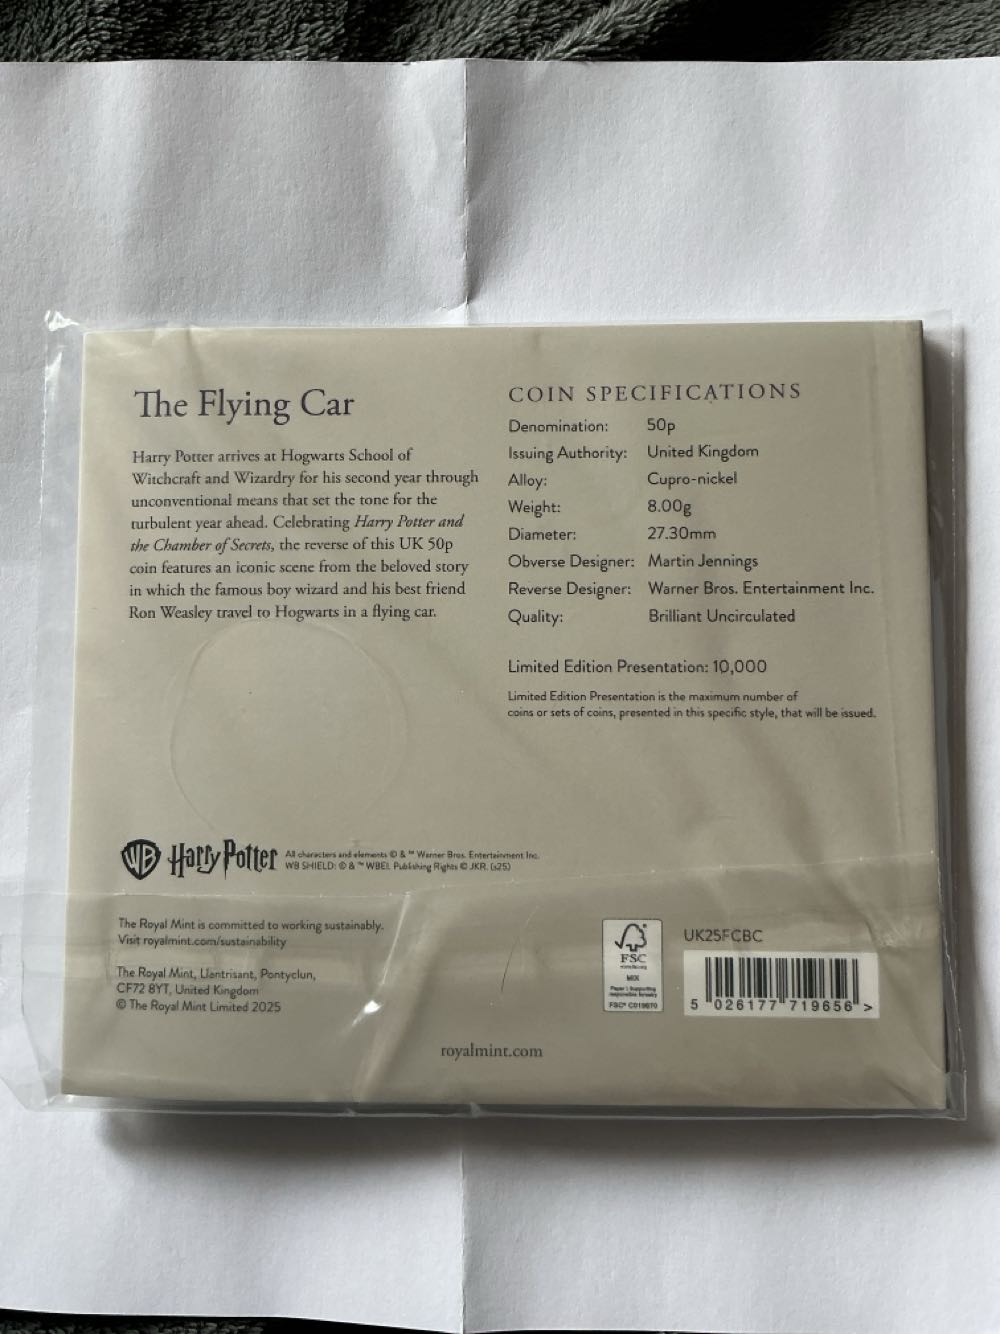 The Flying Car
Harry Potter arrives at Hogwarts School of
Witchcraft and Wizardry for his second year through
unconventional means that set the tone for the
turbulent year ahead. Celebrating Harry Potter and
the Chamber of Secrets, the reverse of this UK 50p
coin features an iconic scene from the beloved story
in which the famous boy wizard and his best friend
Ron Weasley travel to Hogwarts in a flying car.
COIN SPECIFICATIONS
Denomination: 50p
Issuing Authority: United Kingdom
Alloy: Cupro-nickel
Weight: 8.00g
Diameter: 27.30mm
Obverse Designer: Martin Jennings
Reverse Designer: Warner Bros. Entertainment Inc.
Quality: Brilliant Uncirculated
Limited Edition Presentation: 10,000
Limited Edition Presentation is the maximum number of
coins or sets of coins, presented in this specific style, that will be issued.
WB Harry Potter
All characters and elements © & ™ Warner Bros. Entertainment Inc.
WB SHIELD: © & ™ WBEI. Publishing Rights © JKR. (s25)
The Royal Mint is committed to working sustainably.
Visit royalmint.com/sustainability
The Royal Mint, Llantrisant, Pontyclun,
CF72 8YT, United Kingdom
© The Royal Mint Limited 2025
FSC
MIX
Paper | Supporting
responsible forestry
FSC® C019870
UK25FCBC
5 026177 719656 >
royalmint.com